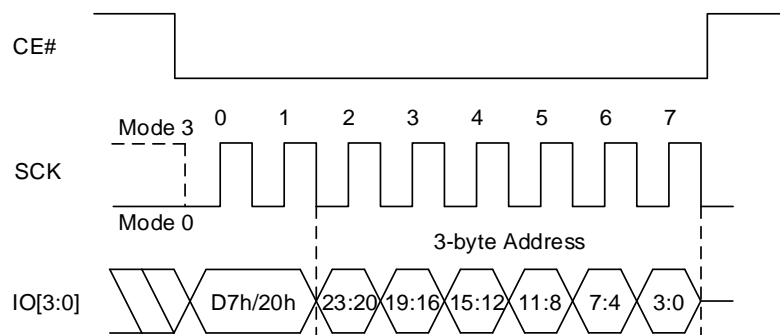 CE#
Mode 3 0 1 2 3 4 5 6 7
SCK
Mode 0
3-byte Address
IO[3:0] D7h/20h 23:20 19:16 15:12 11:8 7:4 3:0